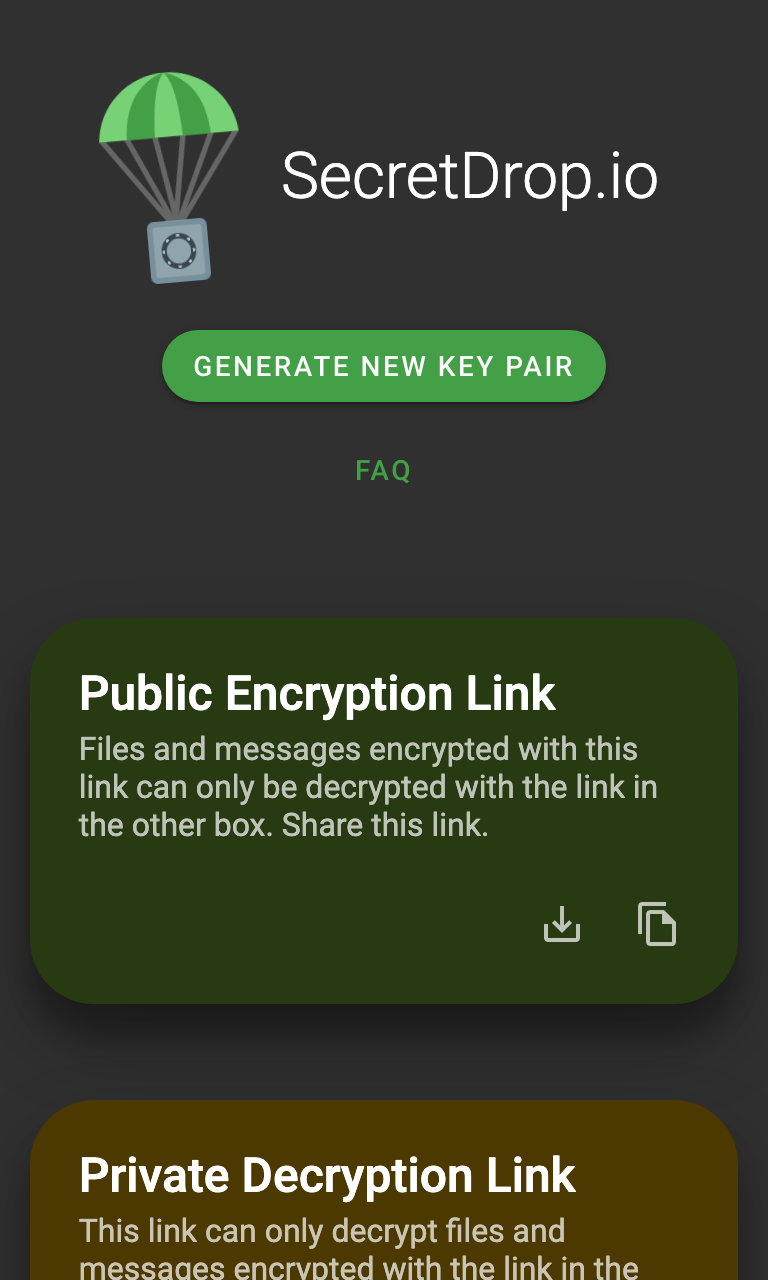 SecretDrop.io
GENERATE NEW KEY PAIR
FAQ
Public Encryption Link
Files and messages encrypted with this
link can only be decrypted with the link in
the other box. Share this link.
Private Decryption Link
This link can only decrypt files and
messages encrypted with the link in the